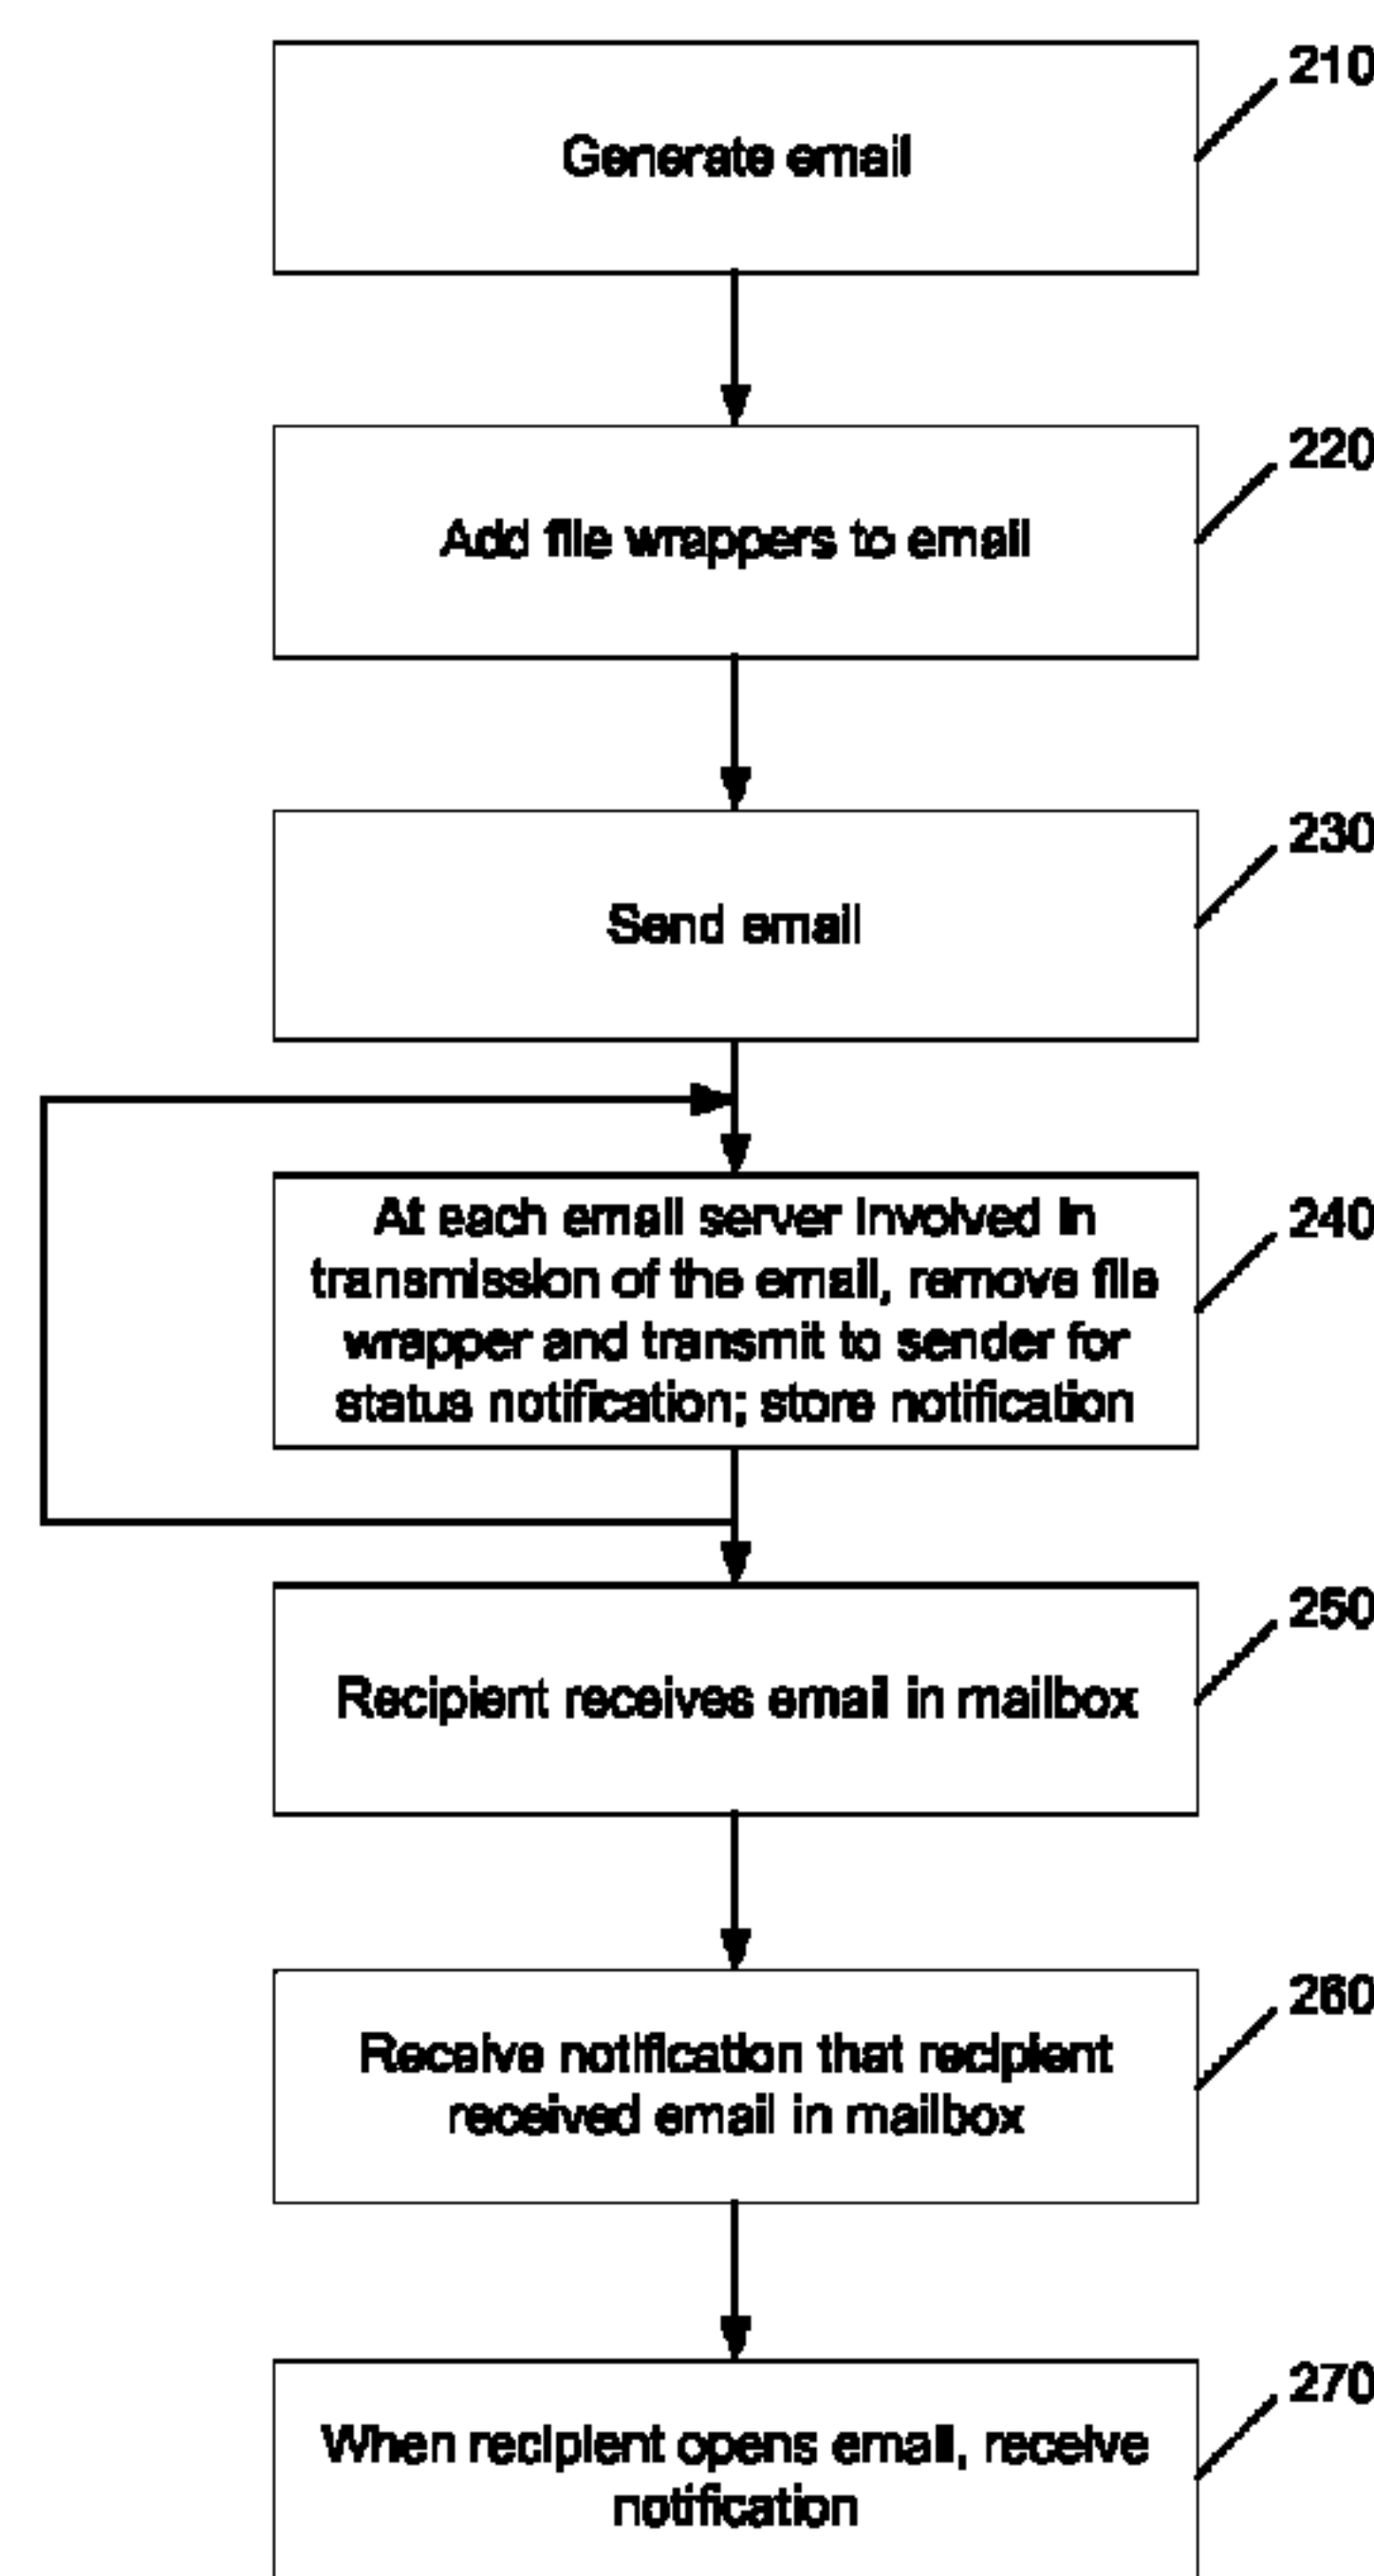 210
Generate email
220
Add file wrappers to email
230
Send email
240
At each email server involved in
transmission of the email, remove file
wrapper and transmit to sender for
status notification; store notification
250
Recipient receives email in mailbox
260
Receive notification that recipient
received email in mailbox
270
When recipient opens email, receive
notification